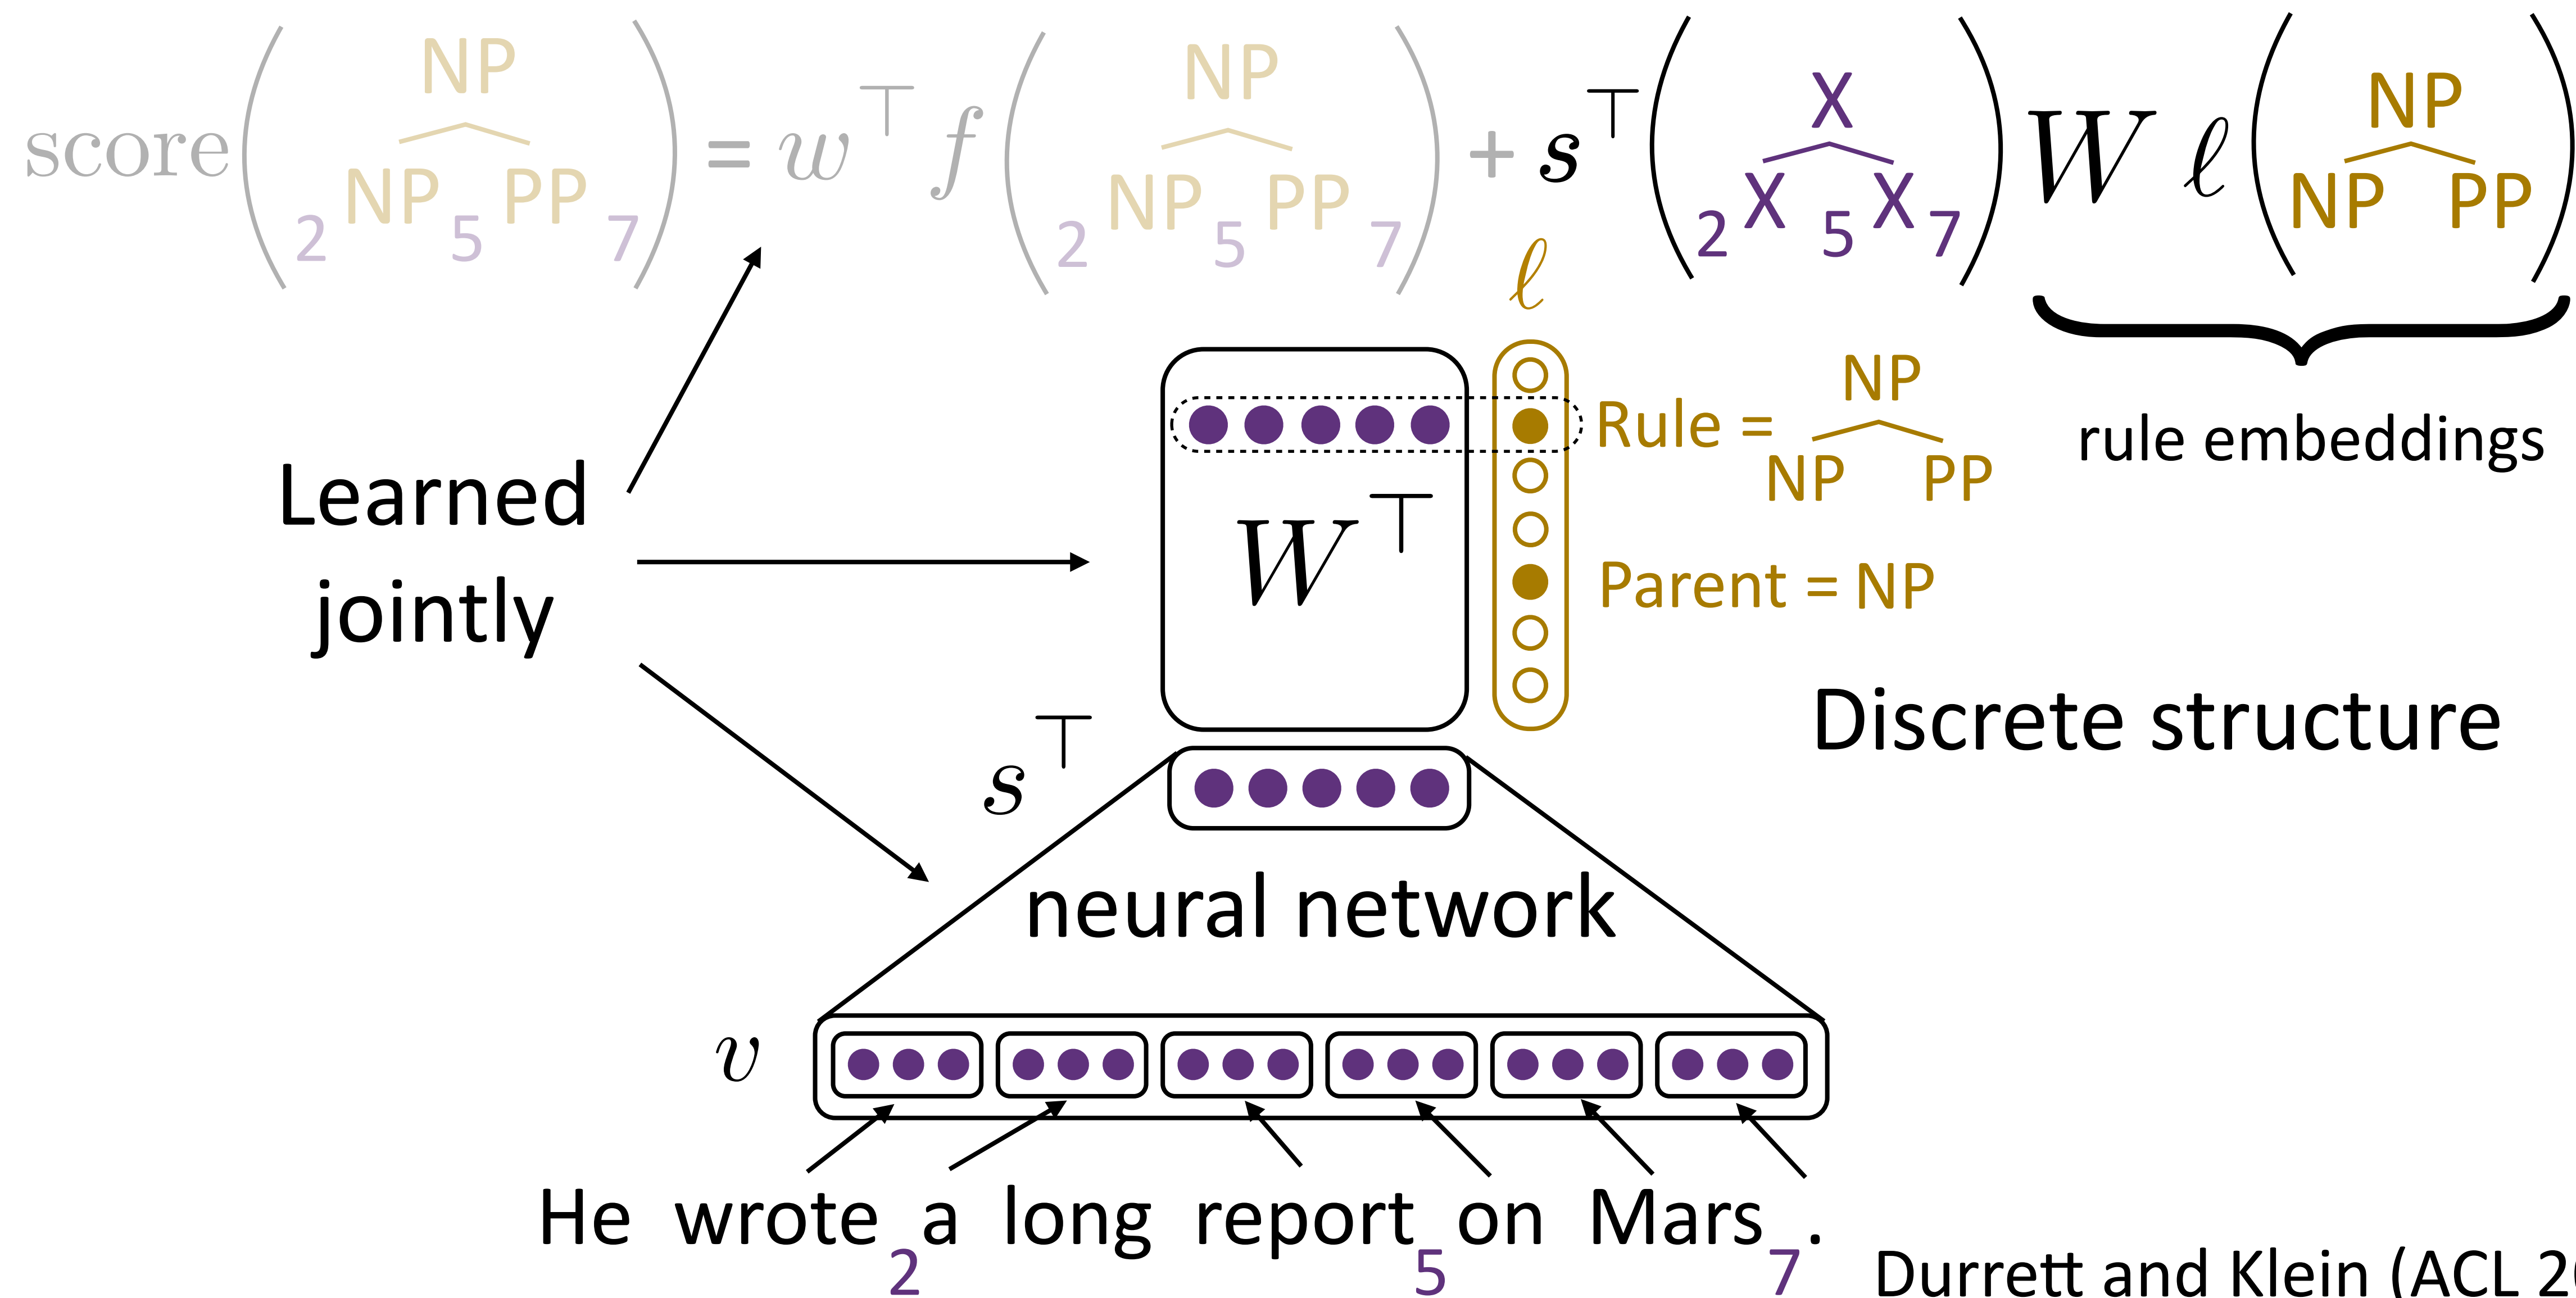 score( NP NP PP 2 5 7 ) = w⊤ f ( NP NP PP 2 5 7 ) + s⊤ ( X X X 2 5 7 ) W ℓ ( NP NP PP )
ℓ
Rule = NP NP PP
rule embeddings
Learned
jointly
W⊤
Parent = NP
Discrete structure
s⊤
neural network
v
He wrote a long report on Mars .
2 5 7
Durrett and Klein (ACL